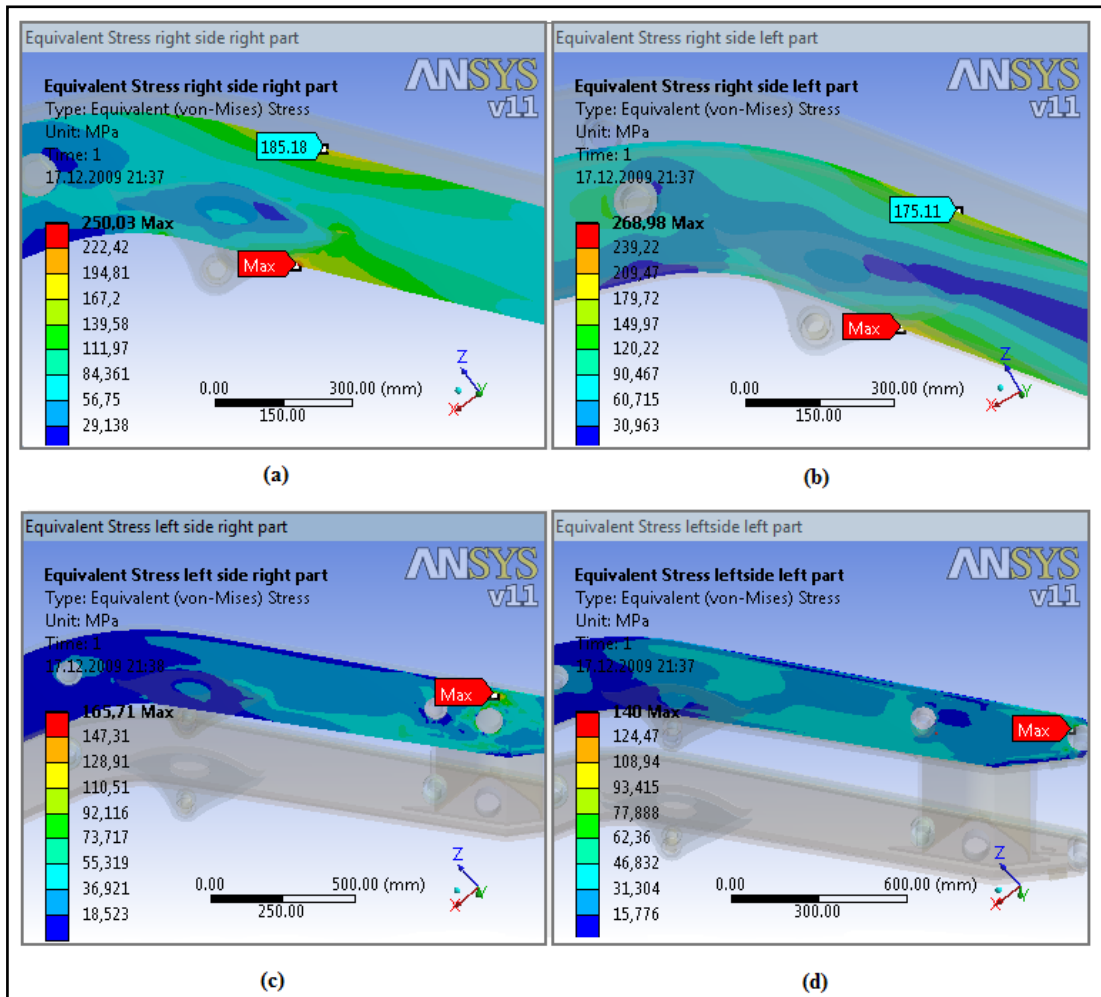 Equivalent Stress right side right part
ANSYS
v11
Equivalent Stress right side right part
Type: Equivalent (von-Mises) Stress
Unit: MPa
Time: 1
17.12.2009 21:37
185.18
250,03 Max
222,42
194,81
167,2
139,58
111,97
84,361
56,75
29,138
Max
0.00
300.00 (mm)
150.00
Z
Y
X
(a)
Equivalent Stress right side left part
ANSYS
v11
Equivalent Stress right side left part
Type: Equivalent (von-Mises) Stress
Unit: MPa
Time: 1
17.12.2009 21:37
175.11
268,98 Max
239,22
209,47
179,72
149,97
120,22
90,467
60,715
30,963
Max
0.00
300.00 (mm)
150.00
Z
Y
X
(b)
Equivalent Stress left side right part
ANSYS
v11
Equivalent Stress left side right part
Type: Equivalent (von-Mises) Stress
Unit: MPa
Time: 1
17.12.2009 21:38
Max
165,71 Max
147,31
128,91
110,51
92,116
73,717
55,319
36,921
18,523
0.00
500.00 (mm)
250.00
Z
Y
X
(c)
Equivalent Stress leftside left part
ANSYS
v11
Equivalent Stress leftside left part
Type: Equivalent (von-Mises) Stress
Unit: MPa
Time: 1
17.12.2009 21:37
140 Max
124,47
108,94
93,415
77,888
62,36
46,832
31,304
15,776
Max
0.00
600.00 (mm)
300.00
Z
Y
X
(d)